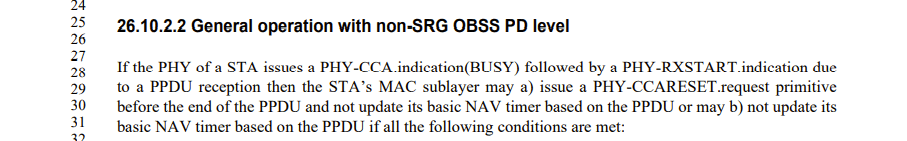 24
25 26.10.2.2 General operation with non-SRG OBSS PD level
26
27
28 If the PHY of a STA issues a PHY-CCA.indication(BUSY) followed by a PHY-RXSTART.indication due
29 to a PPDU reception then the STA's MAC sublayer may a) issue a PHY-CCARESET.request primitive
30 before the end of the PPDU and not update its basic NAV timer based on the PPDU or may b) not update its
31 basic NAV timer based on the PPDU if all the following conditions are met:
32